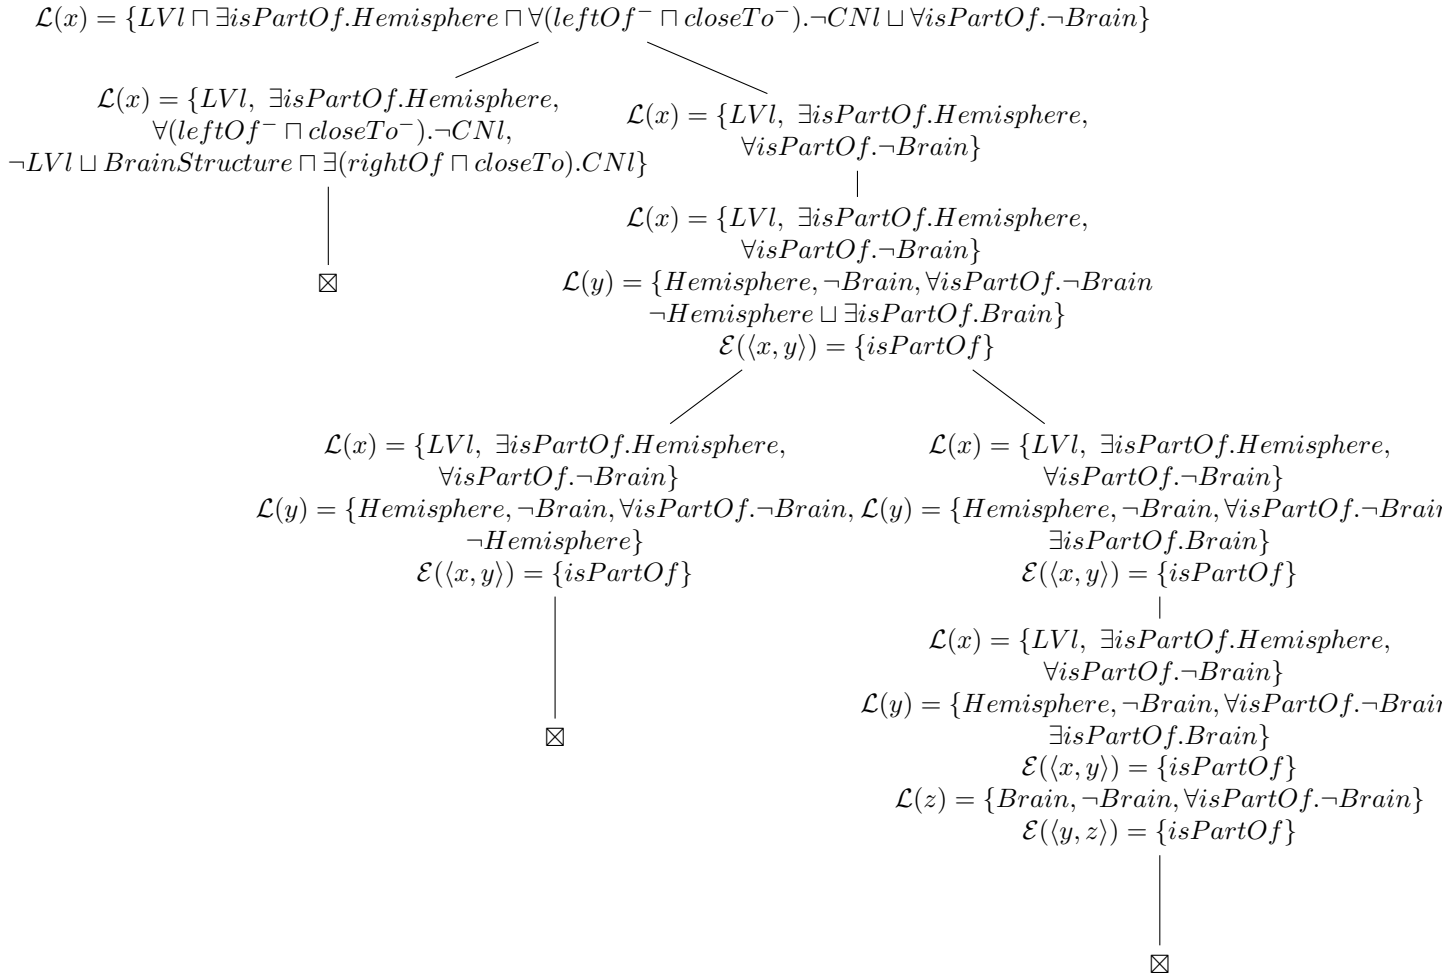 ℒ(x) = {LVl ⊓ ∃isPartOf.Hemisphere ⊓ ∀(leftOf⁻ ⊓ closeTo⁻).¬CNl ⊔ ∀isPartOf.¬Brain}
ℒ(x) = {LVl, ∃isPartOf.Hemisphere,
∀(leftOf⁻ ⊓ closeTo⁻).¬CNl,
¬LVl ⊔ BrainStructure ⊓ ∃(rightOf ⊓ closeTo).CNl}
⊠
ℒ(x) = {LVl, ∃isPartOf.Hemisphere,
∀isPartOf.¬Brain}
ℒ(x) = {LVl, ∃isPartOf.Hemisphere,
∀isPartOf.¬Brain}
ℒ(y) = {Hemisphere, ¬Brain, ∀isPartOf.¬Brain
¬Hemisphere ⊔ ∃isPartOf.Brain}
ℰ(⟨x, y⟩) = {isPartOf}
ℒ(x) = {LVl, ∃isPartOf.Hemisphere,
∀isPartOf.¬Brain}
ℒ(y) = {Hemisphere, ¬Brain, ∀isPartOf.¬Brain,
¬Hemisphere}
ℰ(⟨x, y⟩) = {isPartOf}
⊠
ℒ(x) = {LVl, ∃isPartOf.Hemisphere,
∀isPartOf.¬Brain}
ℒ(y) = {Hemisphere, ¬Brain, ∀isPartOf.¬Brain
∃isPartOf.Brain}
ℰ(⟨x, y⟩) = {isPartOf}
ℒ(x) = {LVl, ∃isPartOf.Hemisphere,
∀isPartOf.¬Brain}
ℒ(y) = {Hemisphere, ¬Brain, ∀isPartOf.¬Brain
∃isPartOf.Brain}
ℰ(⟨x, y⟩) = {isPartOf}
ℒ(z) = {Brain, ¬Brain, ∀isPartOf.¬Brain}
ℰ(⟨y, z⟩) = {isPartOf}
⊠